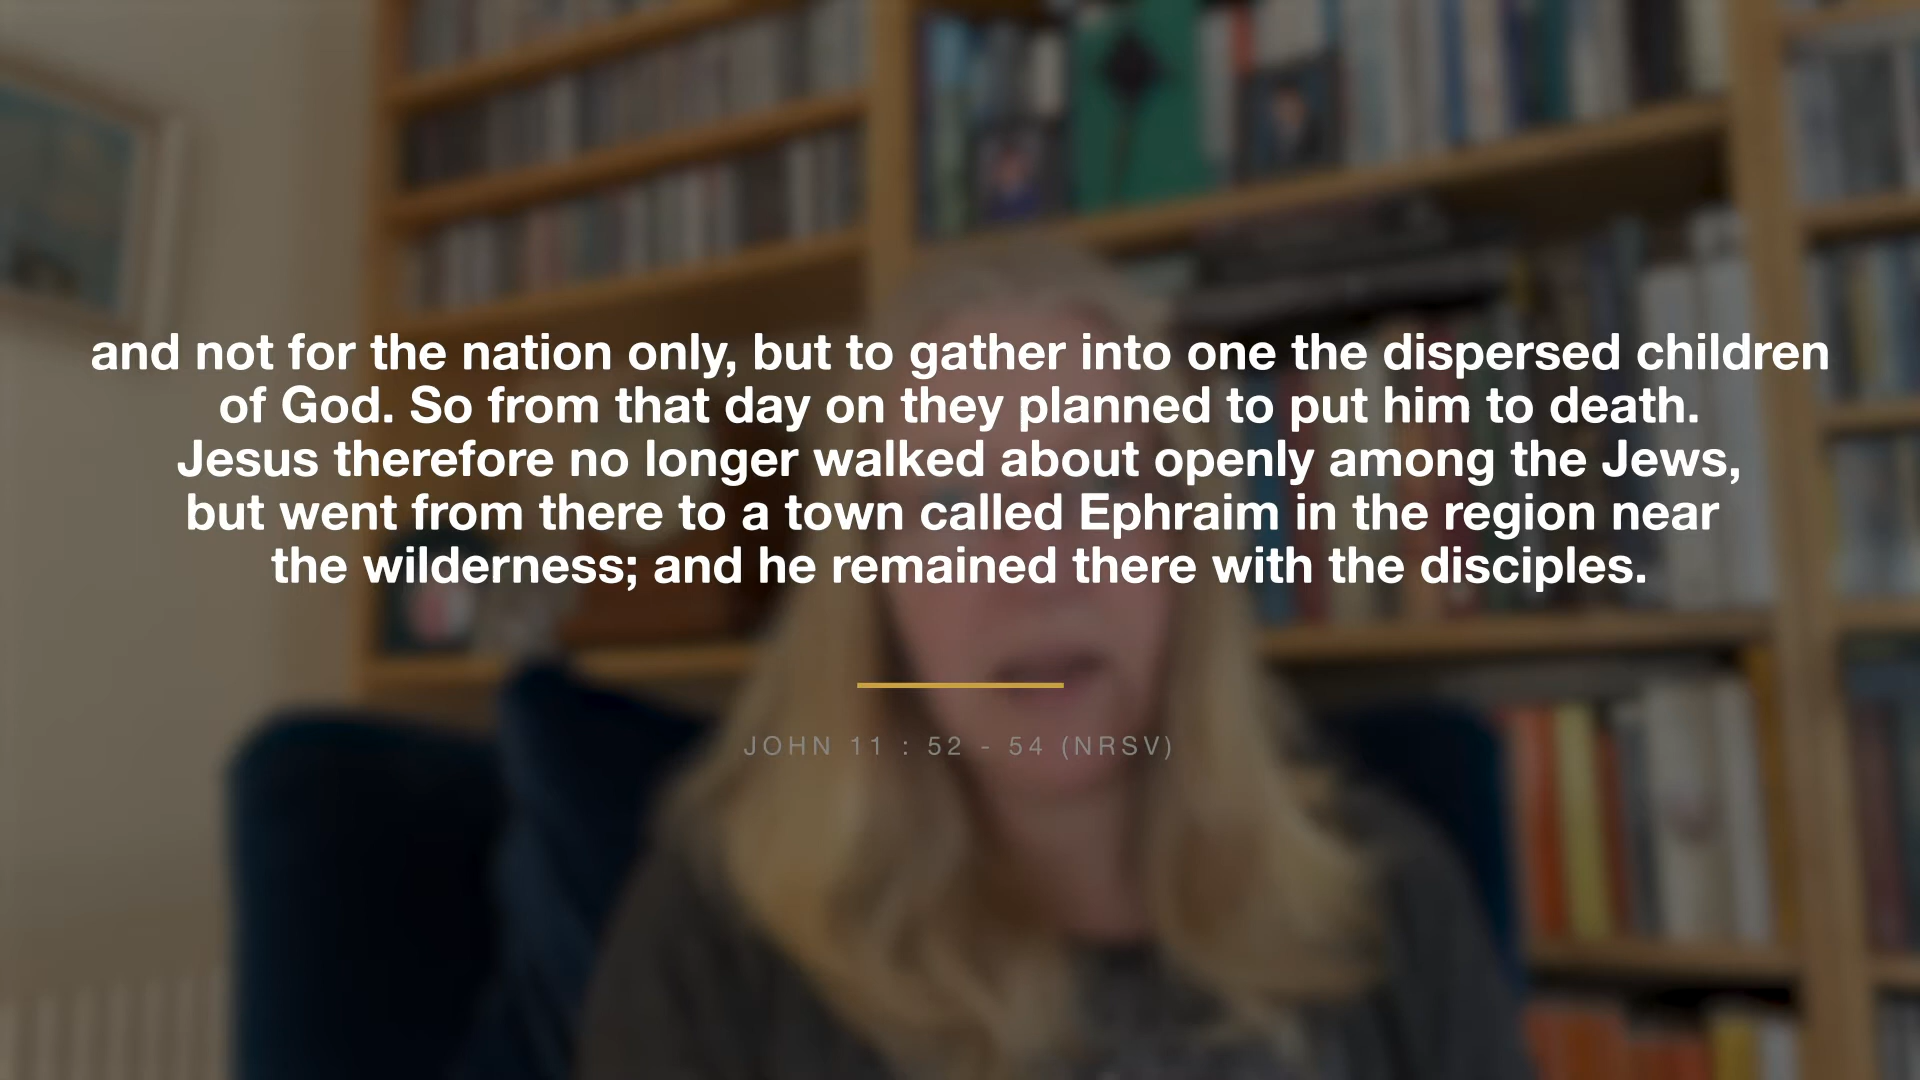 and not for the nation only, but to gather into one the dispersed children
of God. So from that day on they planned to put him to death.
Jesus therefore no longer walked about openly among the Jews,
but went from there to a town called Ephraim in the region near
the wilderness; and he remained there with the disciples.
JOHN 11 : 52 - 54 (NRSV)